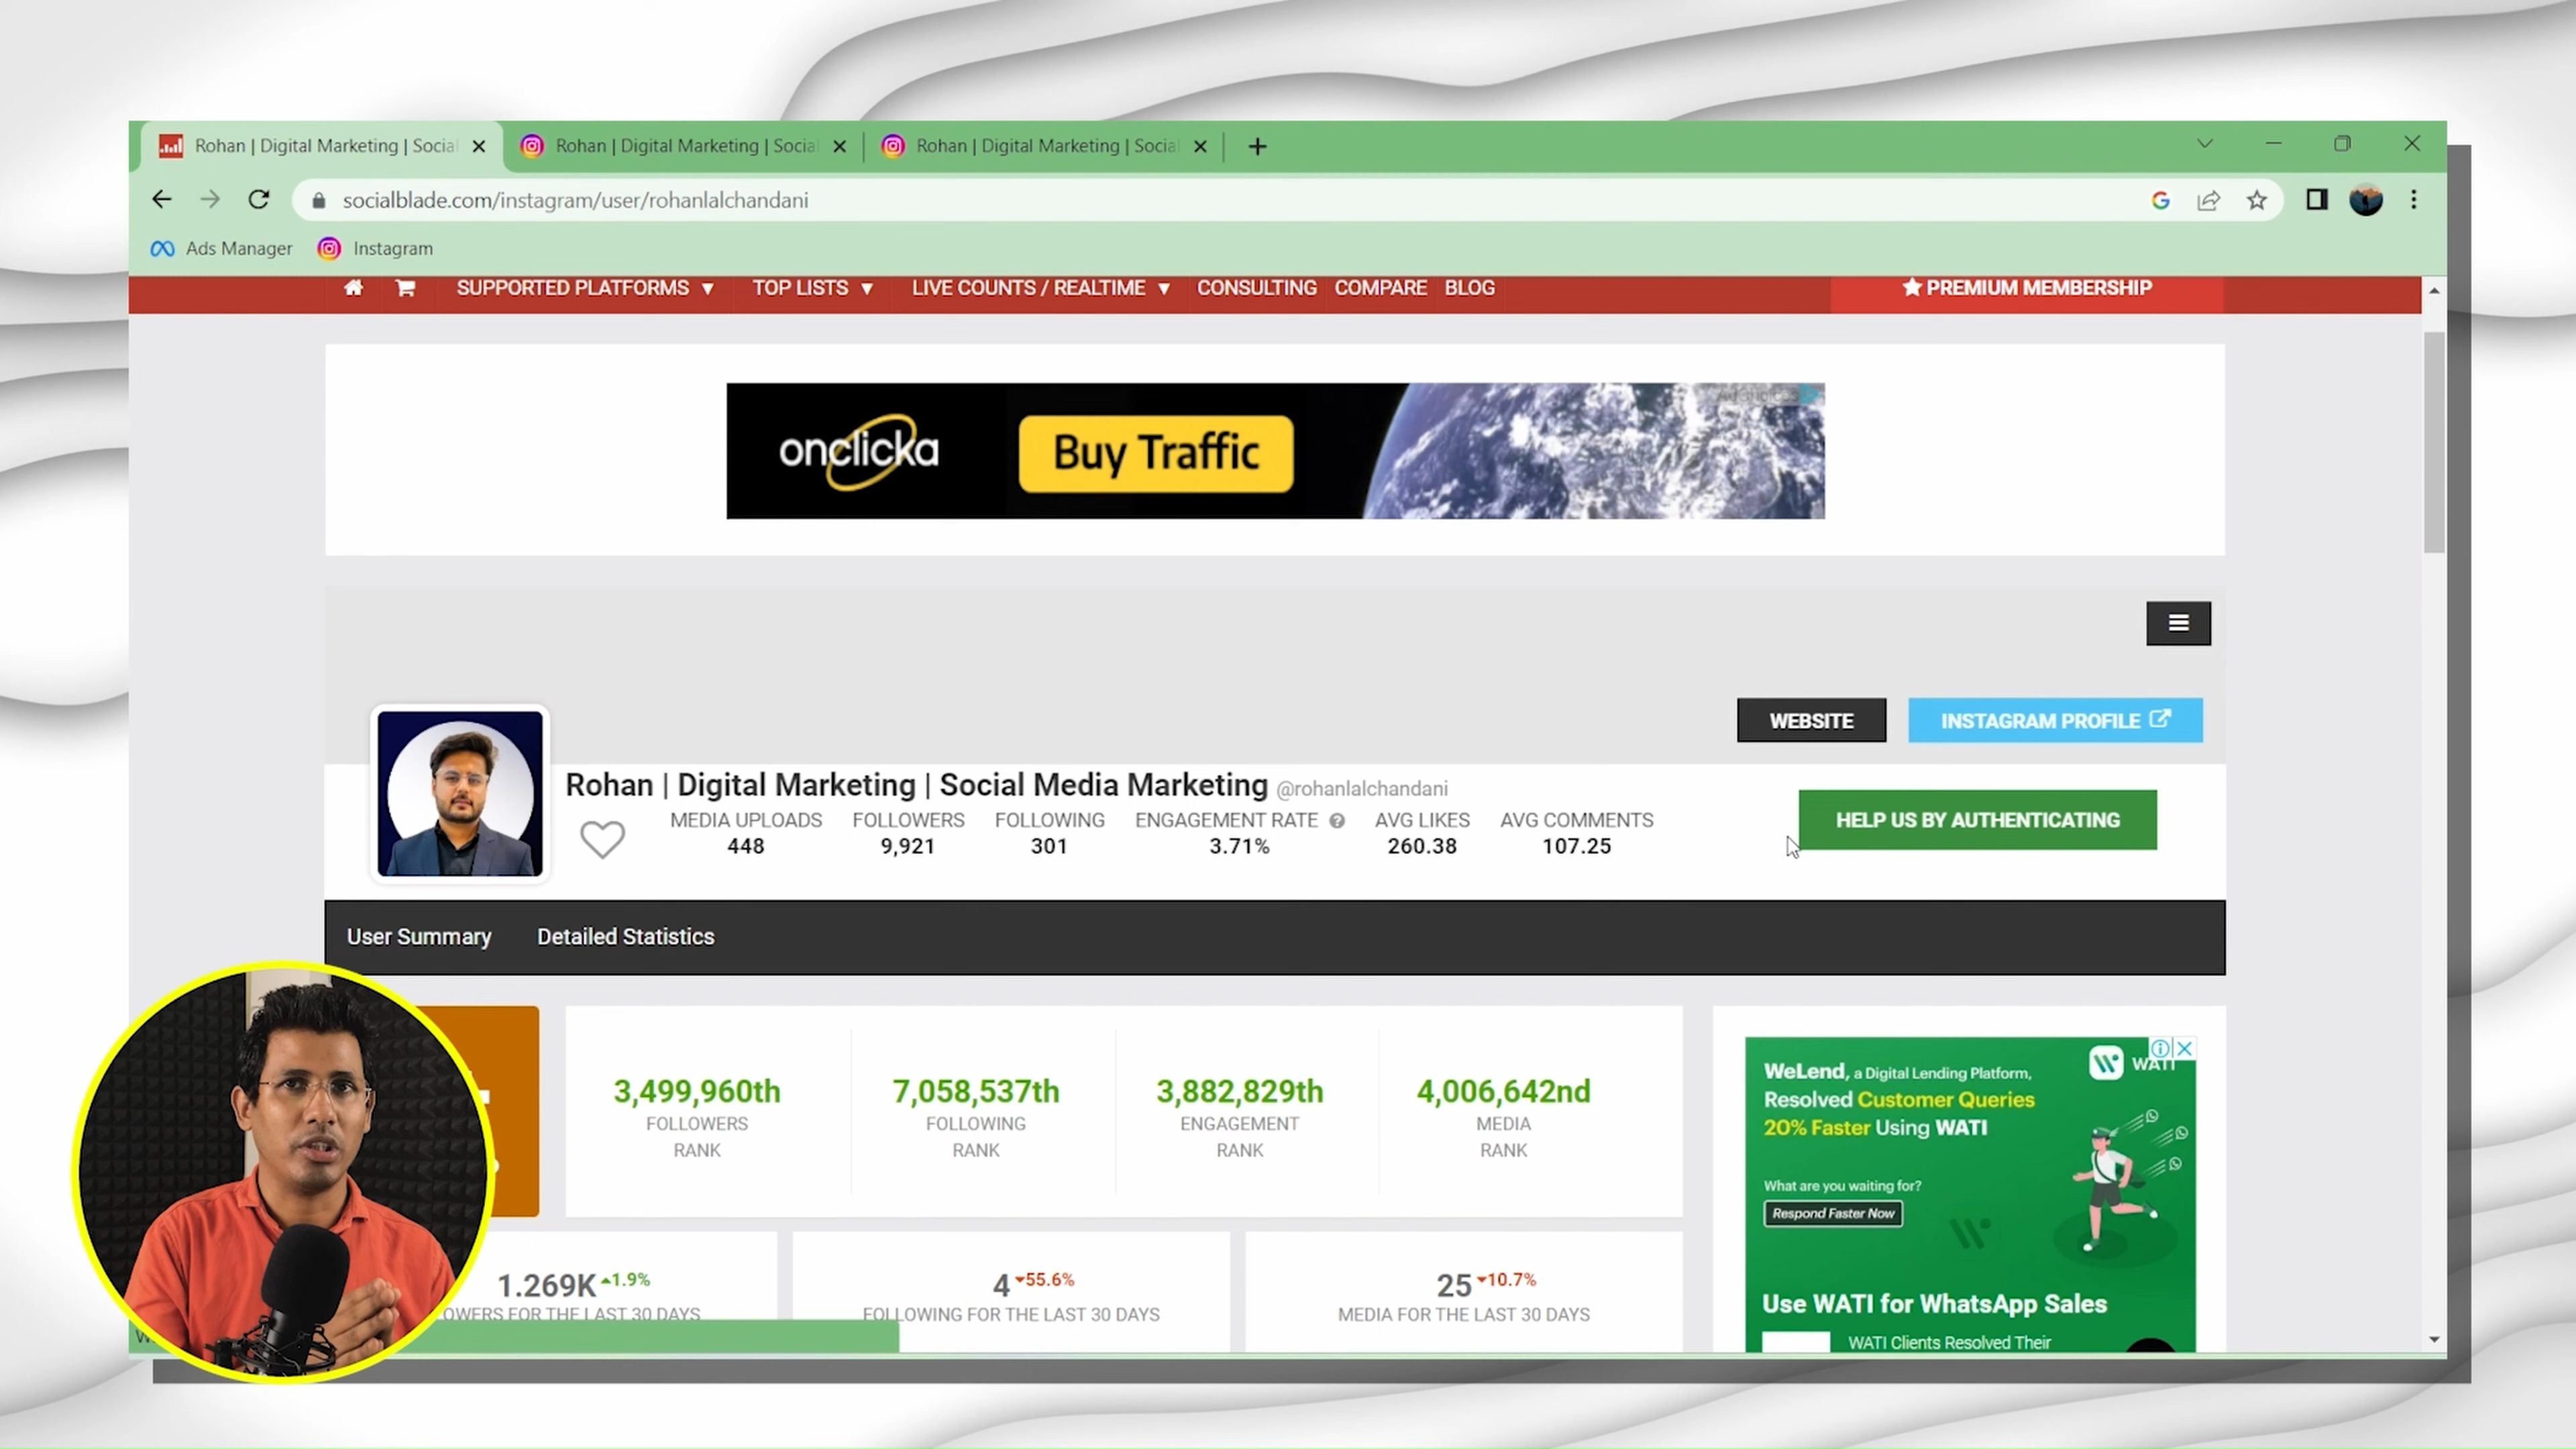 Rohan | Digital Marketing | Social
Rohan | Digital Marketing | Social
Rohan | Digital Marketing | Social
socialblade.com/instagram/user/rohanlalchandani
Ads Manager
Instagram
SUPPORTED PLATFORMS ▼ TOP LISTS ▼ LIVE COUNTS / REALTIME ▼ CONSULTING COMPARE BLOG
PREMIUM MEMBERSHIP
onclicka
Buy Traffic
WEBSITE
INSTAGRAM PROFILE
Rohan | Digital Marketing | Social Media Marketing @rohanlalchandani
MEDIA UPLOADS
448
FOLLOWERS
9,921
FOLLOWING
301
ENGAGEMENT RATE
3.71%
AVG LIKES
260.38
AVG COMMENTS
107.25
HELP US BY AUTHENTICATING
User Summary
Detailed Statistics
3,499,960th
FOLLOWERS
RANK
7,058,537th
FOLLOWING
RANK
3,882,829th
ENGAGEMENT
RANK
4,006,642nd
MEDIA
RANK
1.269K 1.9%
OWERS FOR THE LAST 30 DAYS
4 55.6%
FOLLOWING FOR THE LAST 30 DAYS
25 10.7%
MEDIA FOR THE LAST 30 DAYS
WATI
WeLend, a Digital Lending Platform,
Resolved Customer Queries
20% Faster Using WATI
What are you waiting for?
Respond Faster Now
Use WATI for WhatsApp Sales
WATI Clients Resolved Their